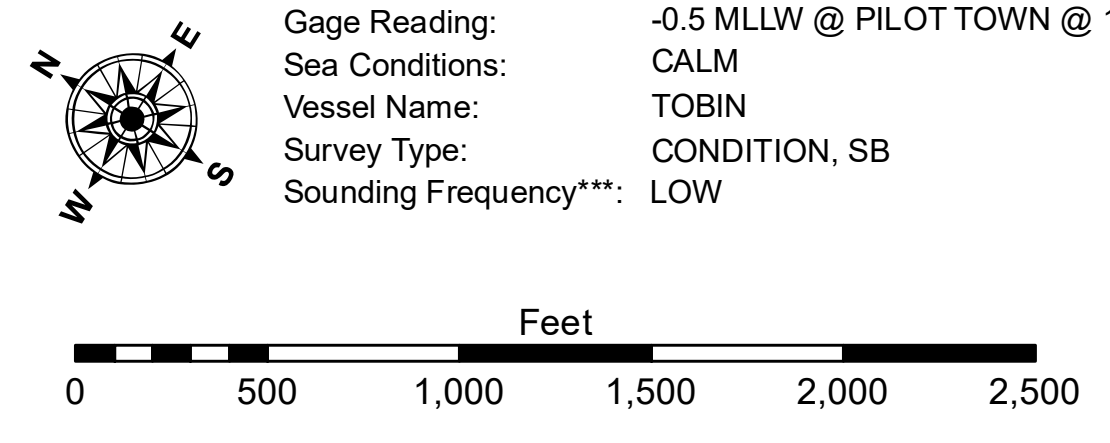 N
E
S
W
Gage Reading: -0.5 MLLW @ PILOT TOWN @
Sea Conditions: CALM
Vessel Name: TOBIN
Survey Type: CONDITION, SB
Sounding Frequency***: LOW
Feet
0 500 1,000 1,500 2,000 2,500